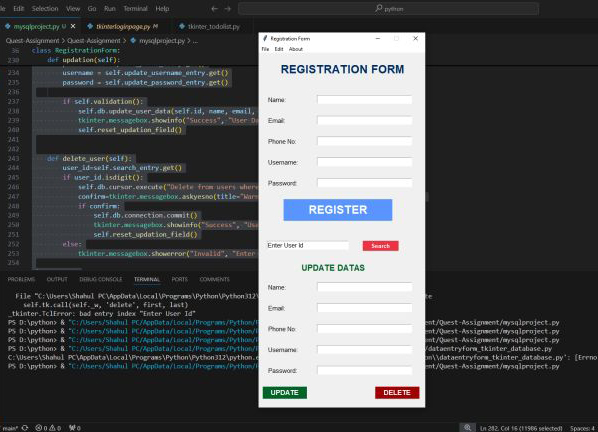 le Edit Selection View Go Run Terminal Help
python
mysqlproject.py U
tkinterloginpage.py M
tkinter_todolist.py
Quest-Assignment > Quest-Assignment > mysqlproject.py > ...
36 class RegistrationForm:
230 def updation(self):
234 username = self.update_username_entry.get()
235 password = self.update_password_entry.get()
236
237 if self.validation():
238 self.db.update_user_data(self.id, name, email,
239 tkinter.messagebox.showinfo("Success", "User Da
240 self.reset_updation_field()
241
242
243 def delete_user(self):
244 user_id=self.search_entry.get()
245 if user_id.isdigit():
246 self.db.cursor.execute("Delete from users where
247 confirm=tkinter.messagebox.askyesno(title="Warn
248 if confirm:
249 self.db.connection.commit()
250 tkinter.messagebox.showinfo("Success", "Use
251 self.reset_updation_field()
252 else:
253 tkinter.messagebox.showerror("Invalid", "Enter
254
PROBLEMS OUTPUT DEBUG CONSOLE TERMINAL PORTS COMMENTS
File "C:\Users\Shahul PC\AppData\Local\Programs\Python\Python312\
self.tk.call(self._w, 'delete', first, last)
_tkinter.TclError: bad entry index "Enter User Id"
PS D:\python> & "C:/Users/Shahul PC/AppData/Local/Programs/Python/P
ent/Quest-Assignment/mysqlproject.py
PS D:\python> & "C:/Users/Shahul PC/AppData/Local/Programs/Python/P
ent/Quest-Assignment/mysqlproject.py
PS D:\python> & "C:/Users/Shahul PC/AppData/Local/Programs/Python/P
ent/Quest-Assignment/mysqlproject.py
PS D:\python> & "C:/Users/Shahul PC/AppData/Local/Programs/Python/P
/dataentryform_tkinter_database.py
C:\Users\Shahul PC\AppData\Local\Programs\Python\Python312\python.e
on\\dataentryform_tkinter_database.py': [Errno
PS D:\python> & "C:/Users/Shahul PC/AppData/Local/Programs/Python/P
ent/Quest-Assignment/mysqlproject.py
Registration Form
File Edit About
REGISTRATION FORM
Name:
Email:
Phone No:
Username:
Password:
REGISTER
Enter User Id
Search
UPDATE DATAS
Name:
Email:
Phone No:
Username:
Password:
UPDATE
DELETE
main* 0 0 0
Ln 282, Col 16 (11986 selected) Spaces: 4